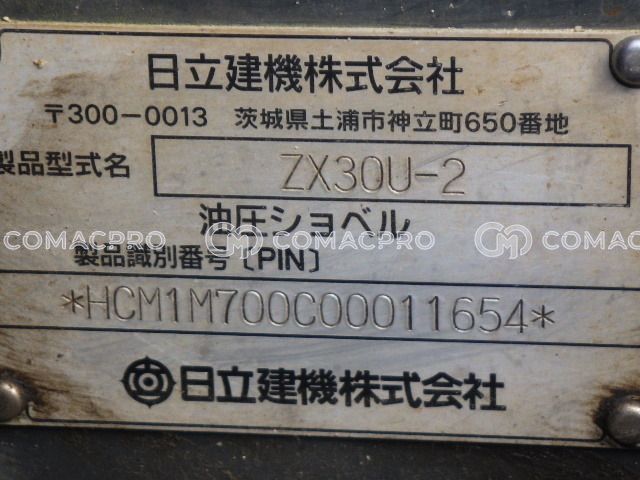 日立建機株式会社
〒300-0013 茨城県土浦市神立町650番地
製品型式名 ZX30U-2
油圧ショベル
COMACPRO CM COMACPRO CM
製品識別番号〔PIN〕
*HCM1M700C00011654*
日立建機株式会社